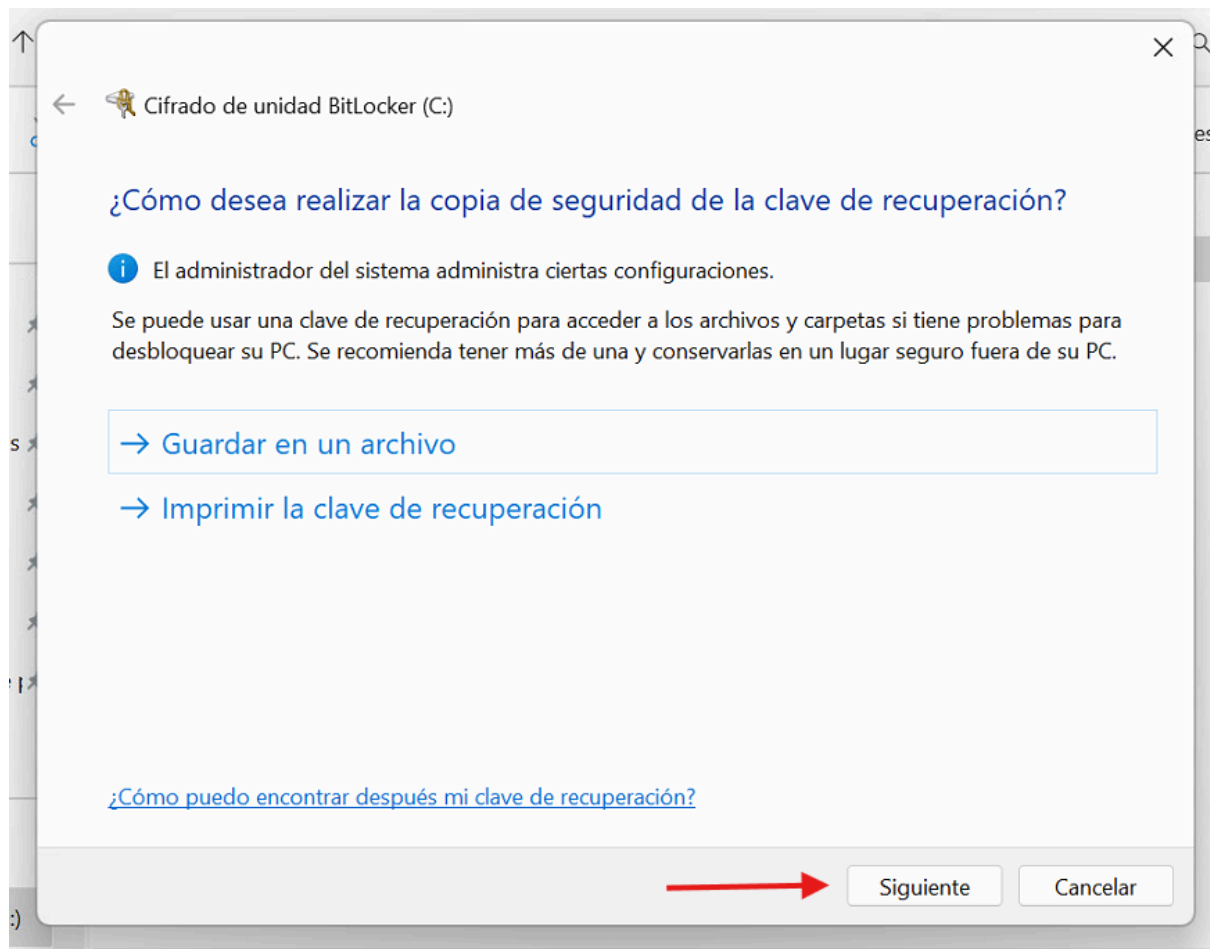 Cifrado de unidad BitLocker (C:)
¿Cómo desea realizar la copia de seguridad de la clave de recuperación?
El administrador del sistema administra ciertas configuraciones.
Se puede usar una clave de recuperación para acceder a los archivos y carpetas si tiene problemas para
desbloquear su PC. Se recomienda tener más de una y conservarlas en un lugar seguro fuera de su PC.
Guardar en un archivo
Imprimir la clave de recuperación
¿Cómo puedo encontrar después mi clave de recuperación?
Siguiente Cancelar